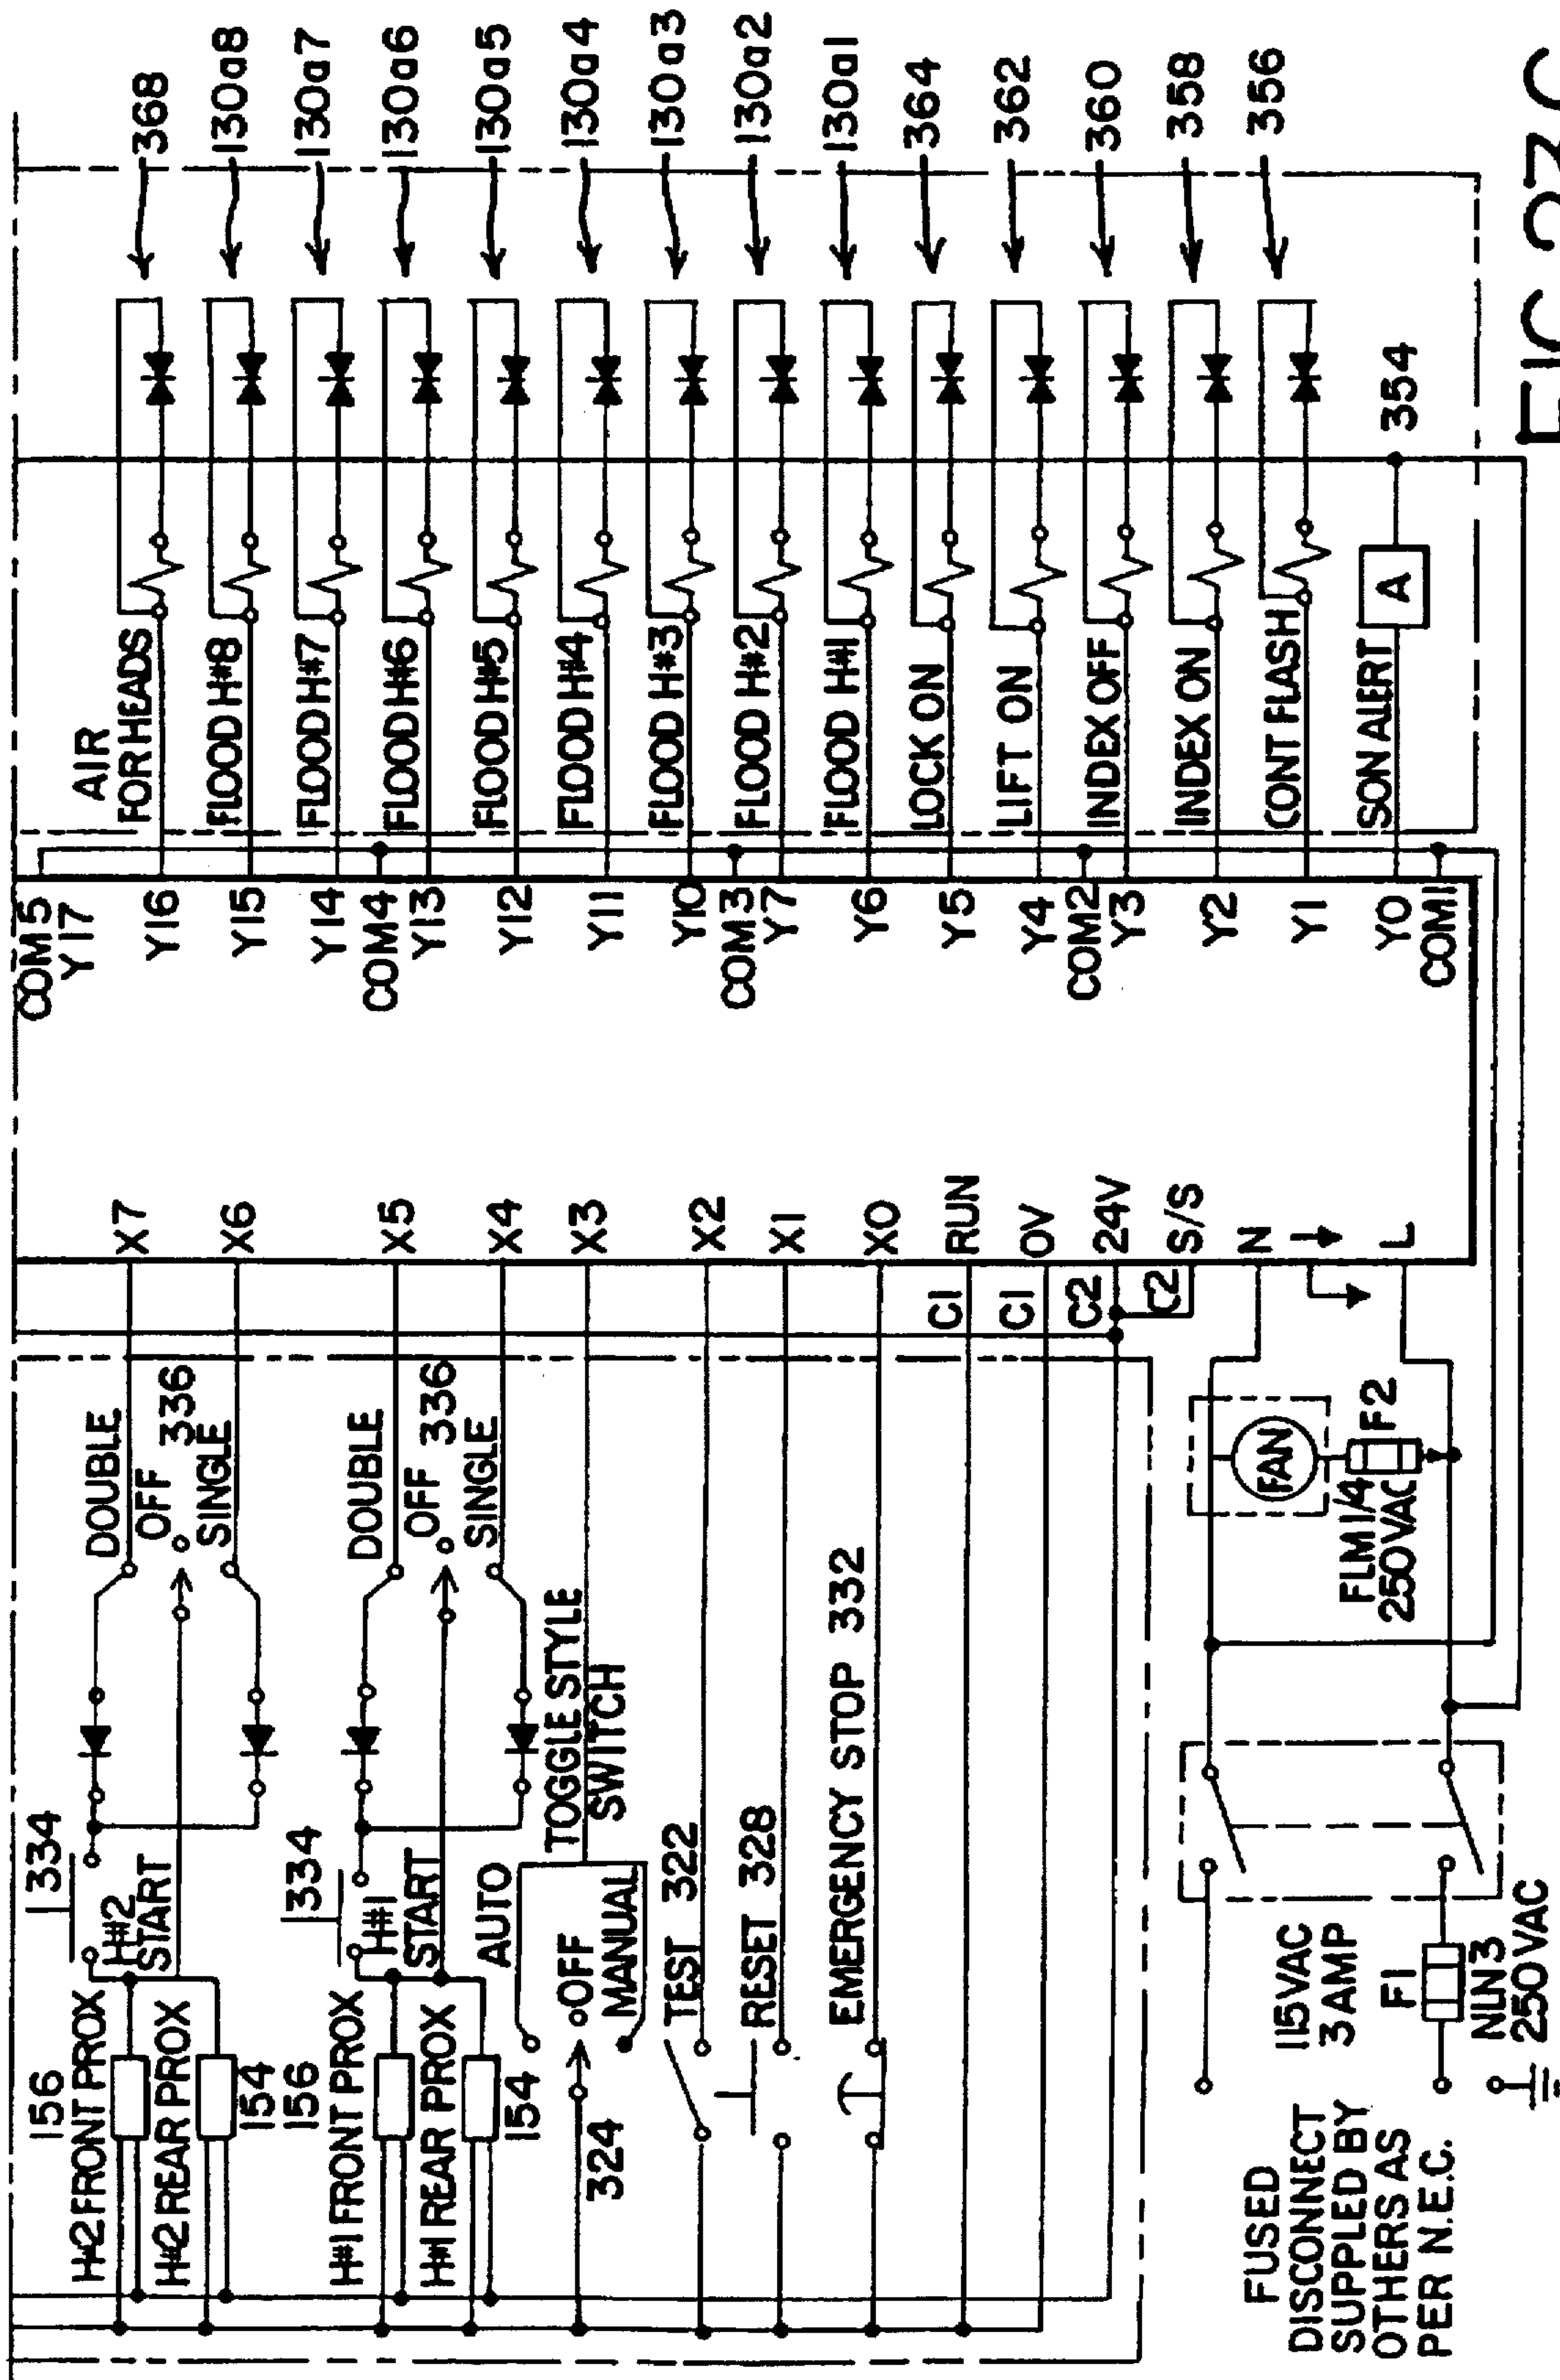 COM5
Y17
Y16
Y15
Y14
COM4
Y13
Y12
Y11
Y10
COM3
Y7
Y6
Y5
Y4
COM2
Y3
Y2
Y1
Y0
COM1
AIR
FOR HEADS
FLOOD H#8
FLOOD H#7
FLOOD H#6
FLOOD H#5
FLOOD H#4
FLOOD H#3
FLOOD H#2
FLOOD H#1
LOCK ON
LIFT ON
INDEX OFF
INDEX ON
CONT FLASH
SON ALERT
A
354
368
130a8
130a7
130a6
130a5
130a4
130a3
130a2
130a1
364
362
360
358
356
X7
X6
X5
X4
X3
X2
X1
X0
RUN
0V
24V
S/S
N
L
C1
C1
C2
C2
DOUBLE
OFF 336
SINGLE
DOUBLE
OFF 336
SINGLE
TOGGLE STYLE
SWITCH
334
H#2
START
334
H#1
START
AUTO
OFF
MANUAL
324
TEST 322
RESET 328
EMERGENCY STOP 332
156
H#2 FRONT PROX
H#2 REAR PROX
154
156
H#1 FRONT PROX
H#1 REAR PROX
154
FAN
F2
FLM 1/4
250VAC
115VAC
3 AMP
F1
NLN 3
250VAC
FUSED
DISCONNECT
SUPPLED BY
OTHERS AS
PER N.E.C.